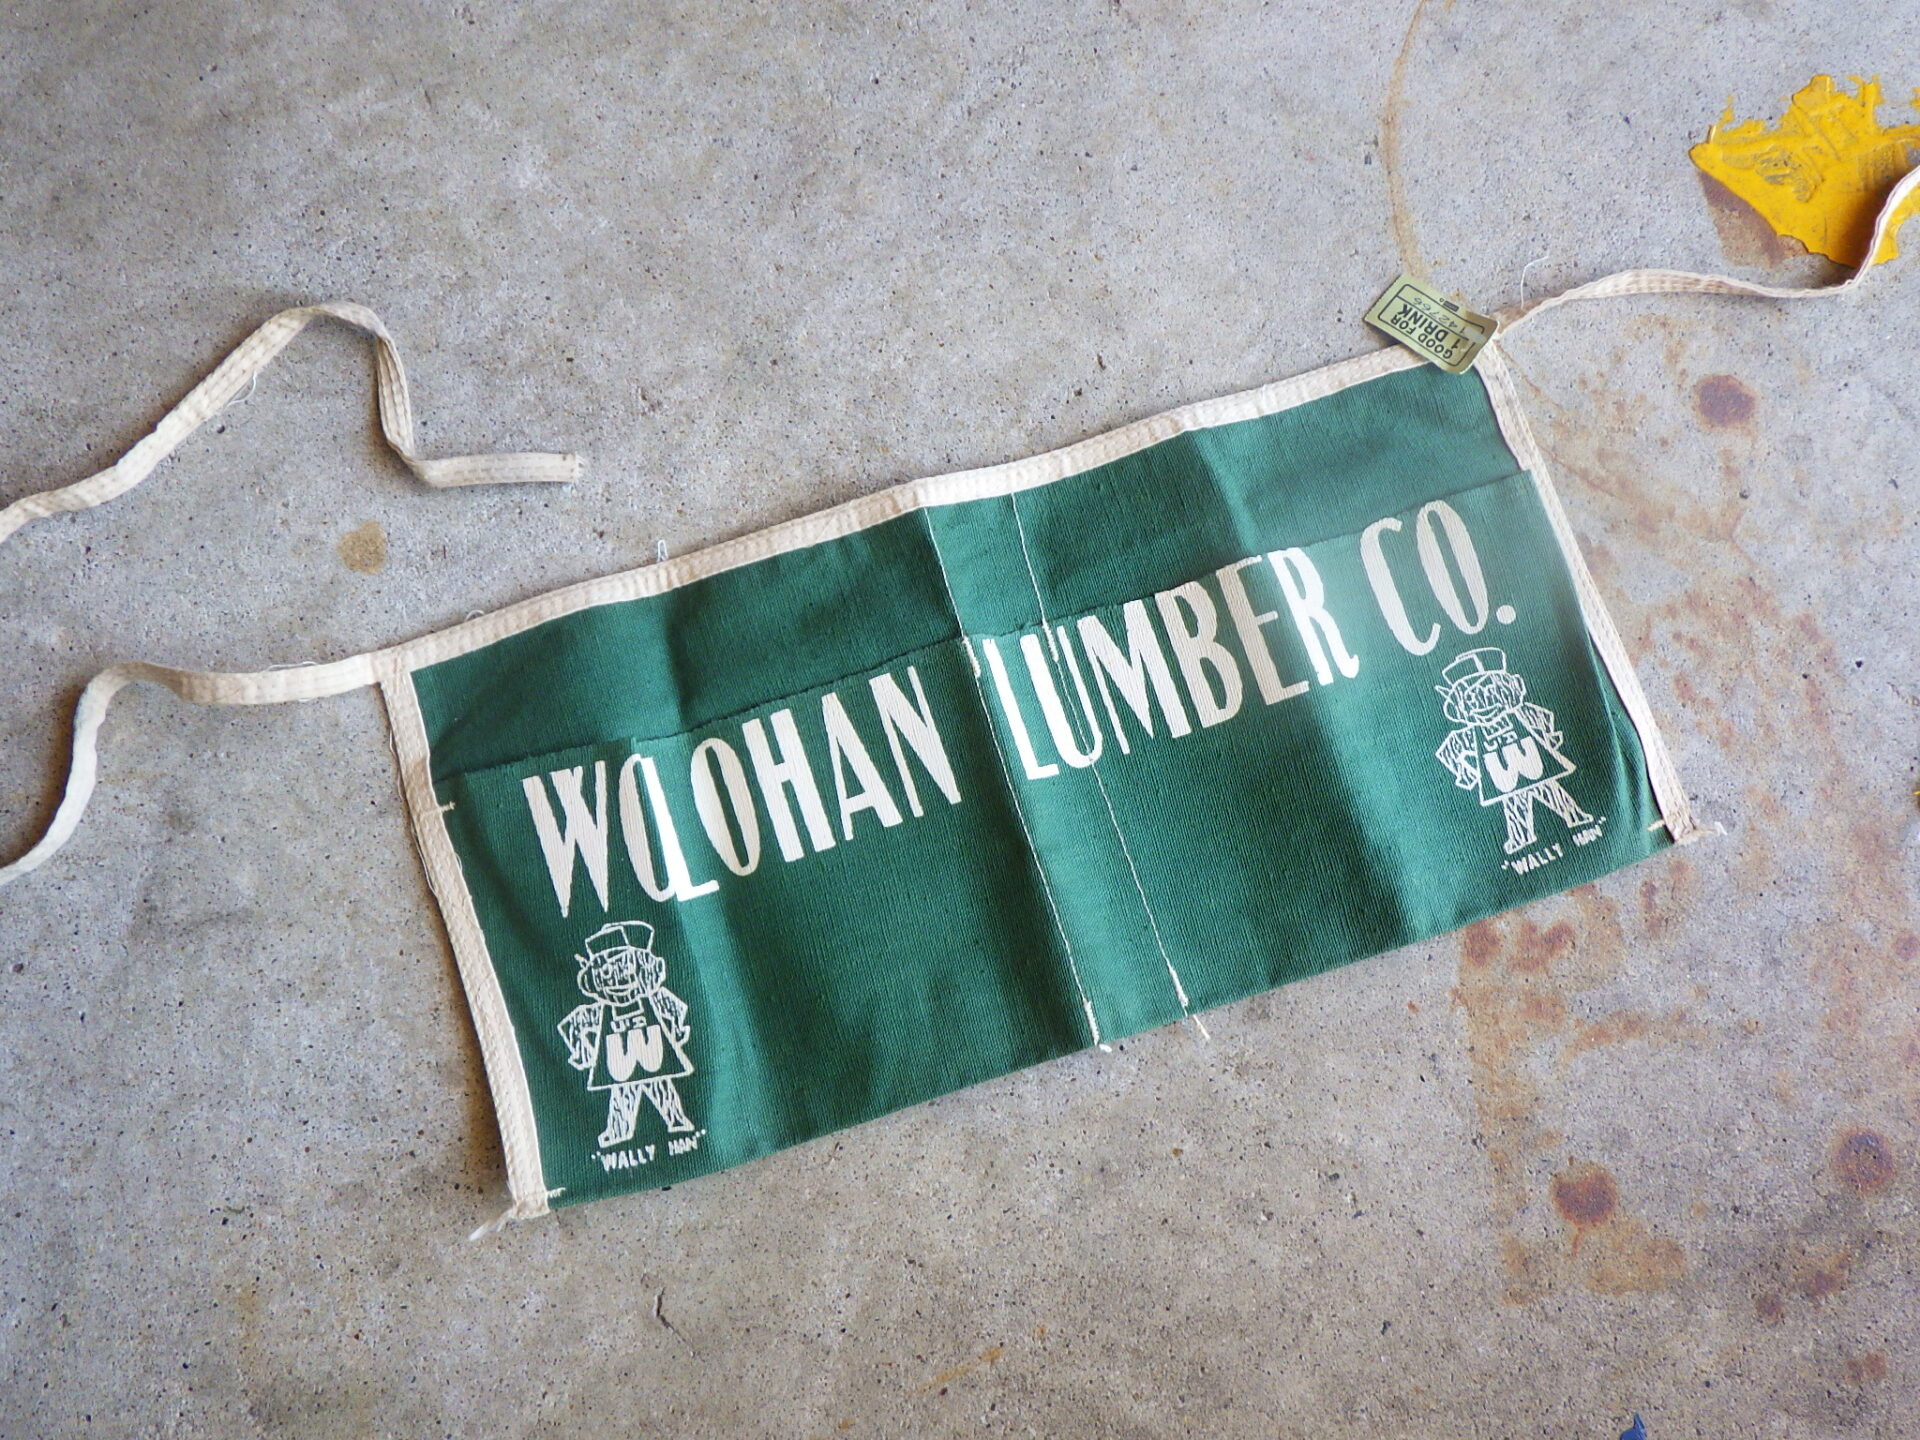 WOLOHAN LUMBER CO.
W
"WALLY HAN"
W
"WALLY HAN"
GOOD FOR
1 DRINK